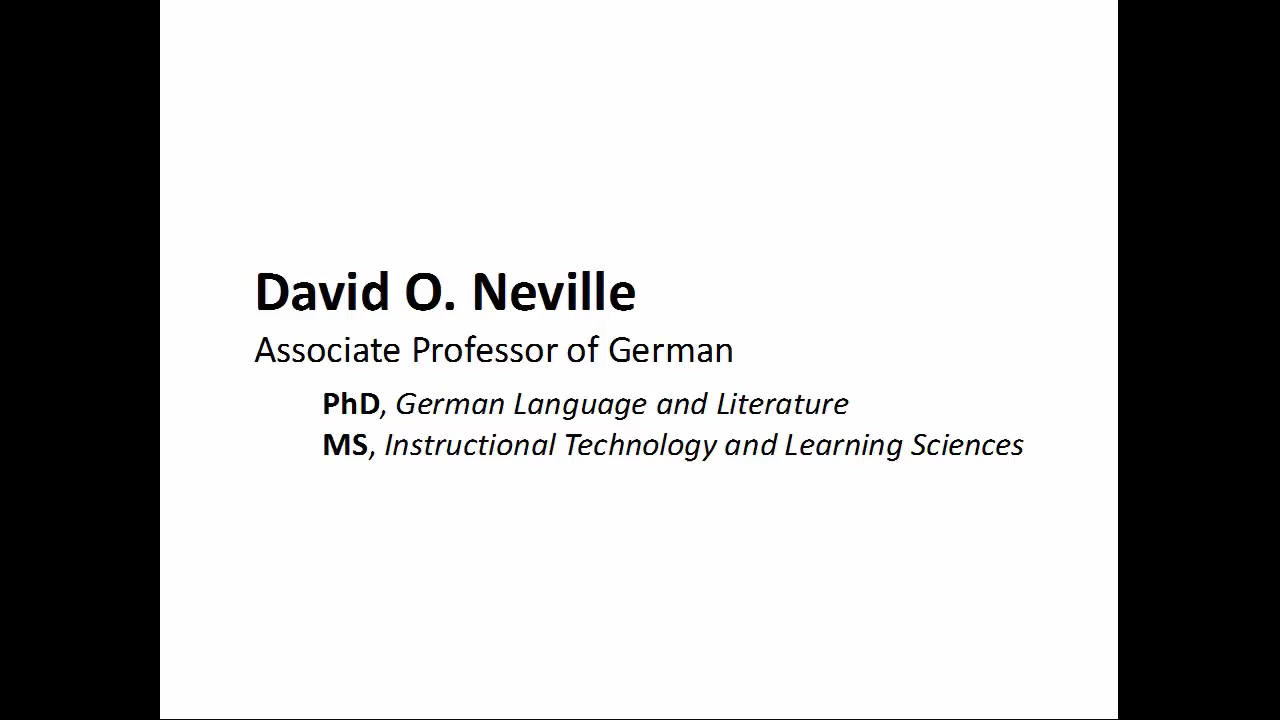 David O. Neville
Associate Professor of German
PhD, German Language and Literature
MS, Instructional Technology and Learning Sciences